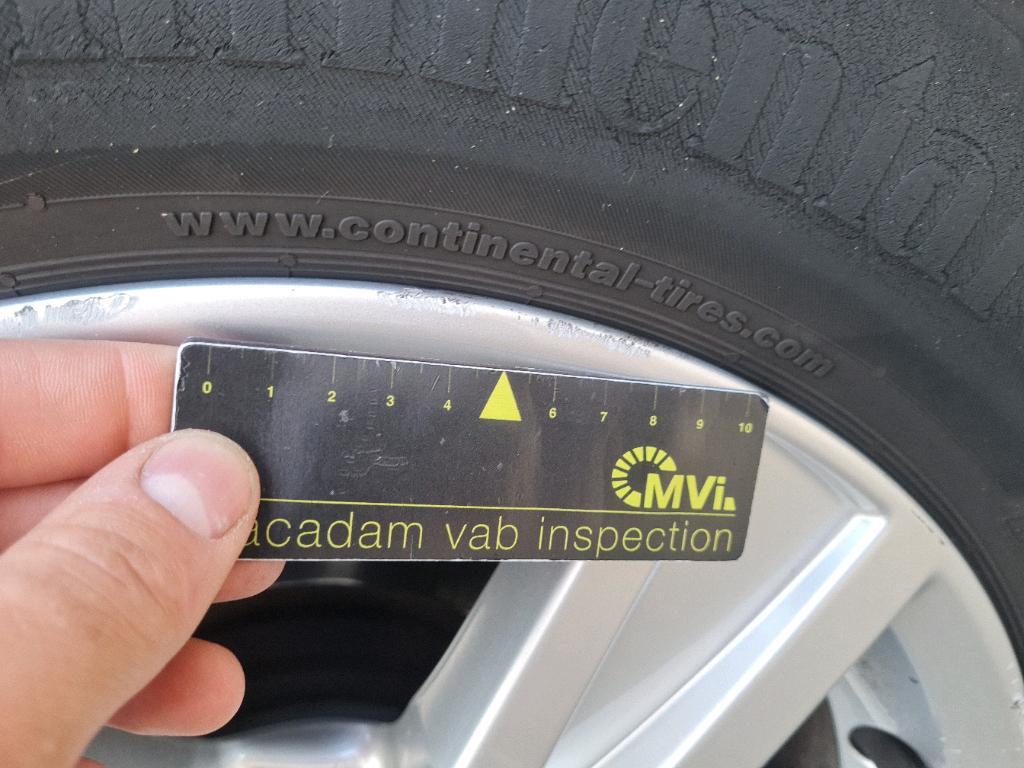 www.continental-tires.com
0 1 2 3 4 6 7 8 9 10
MVi
acadam vab inspection